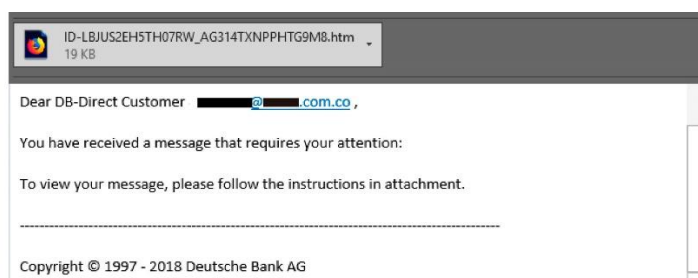 ID-LBJUS2EH5TH07RW_AG314TXNPPHTG9M8.htm
19 KB
Dear DB-Direct Customer @ .com.co ,
You have received a message that requires your attention:
To view your message, please follow the instructions in attachment.
--------------------------------------------------------------------------------------------
Copyright © 1997 - 2018 Deutsche Bank AG